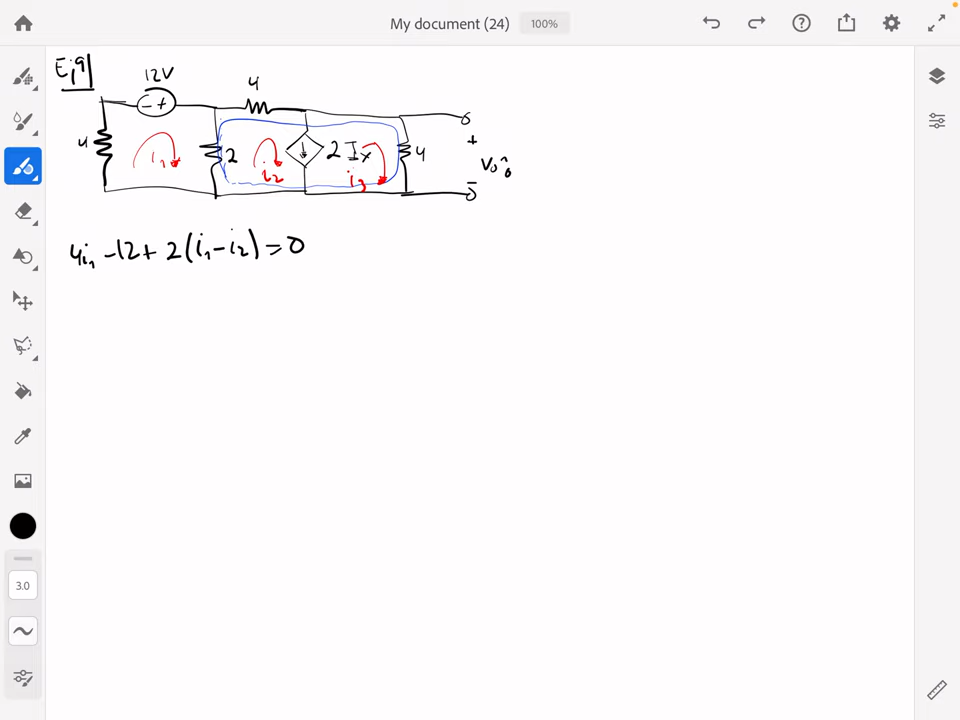 My document (24)
100%
Ej9
12V
4
4
i1
2
i2
2Ix
i3
4
+
Vo?
-
- +
4i1 - 12 + 2(i1 - i2) = 0
3.0